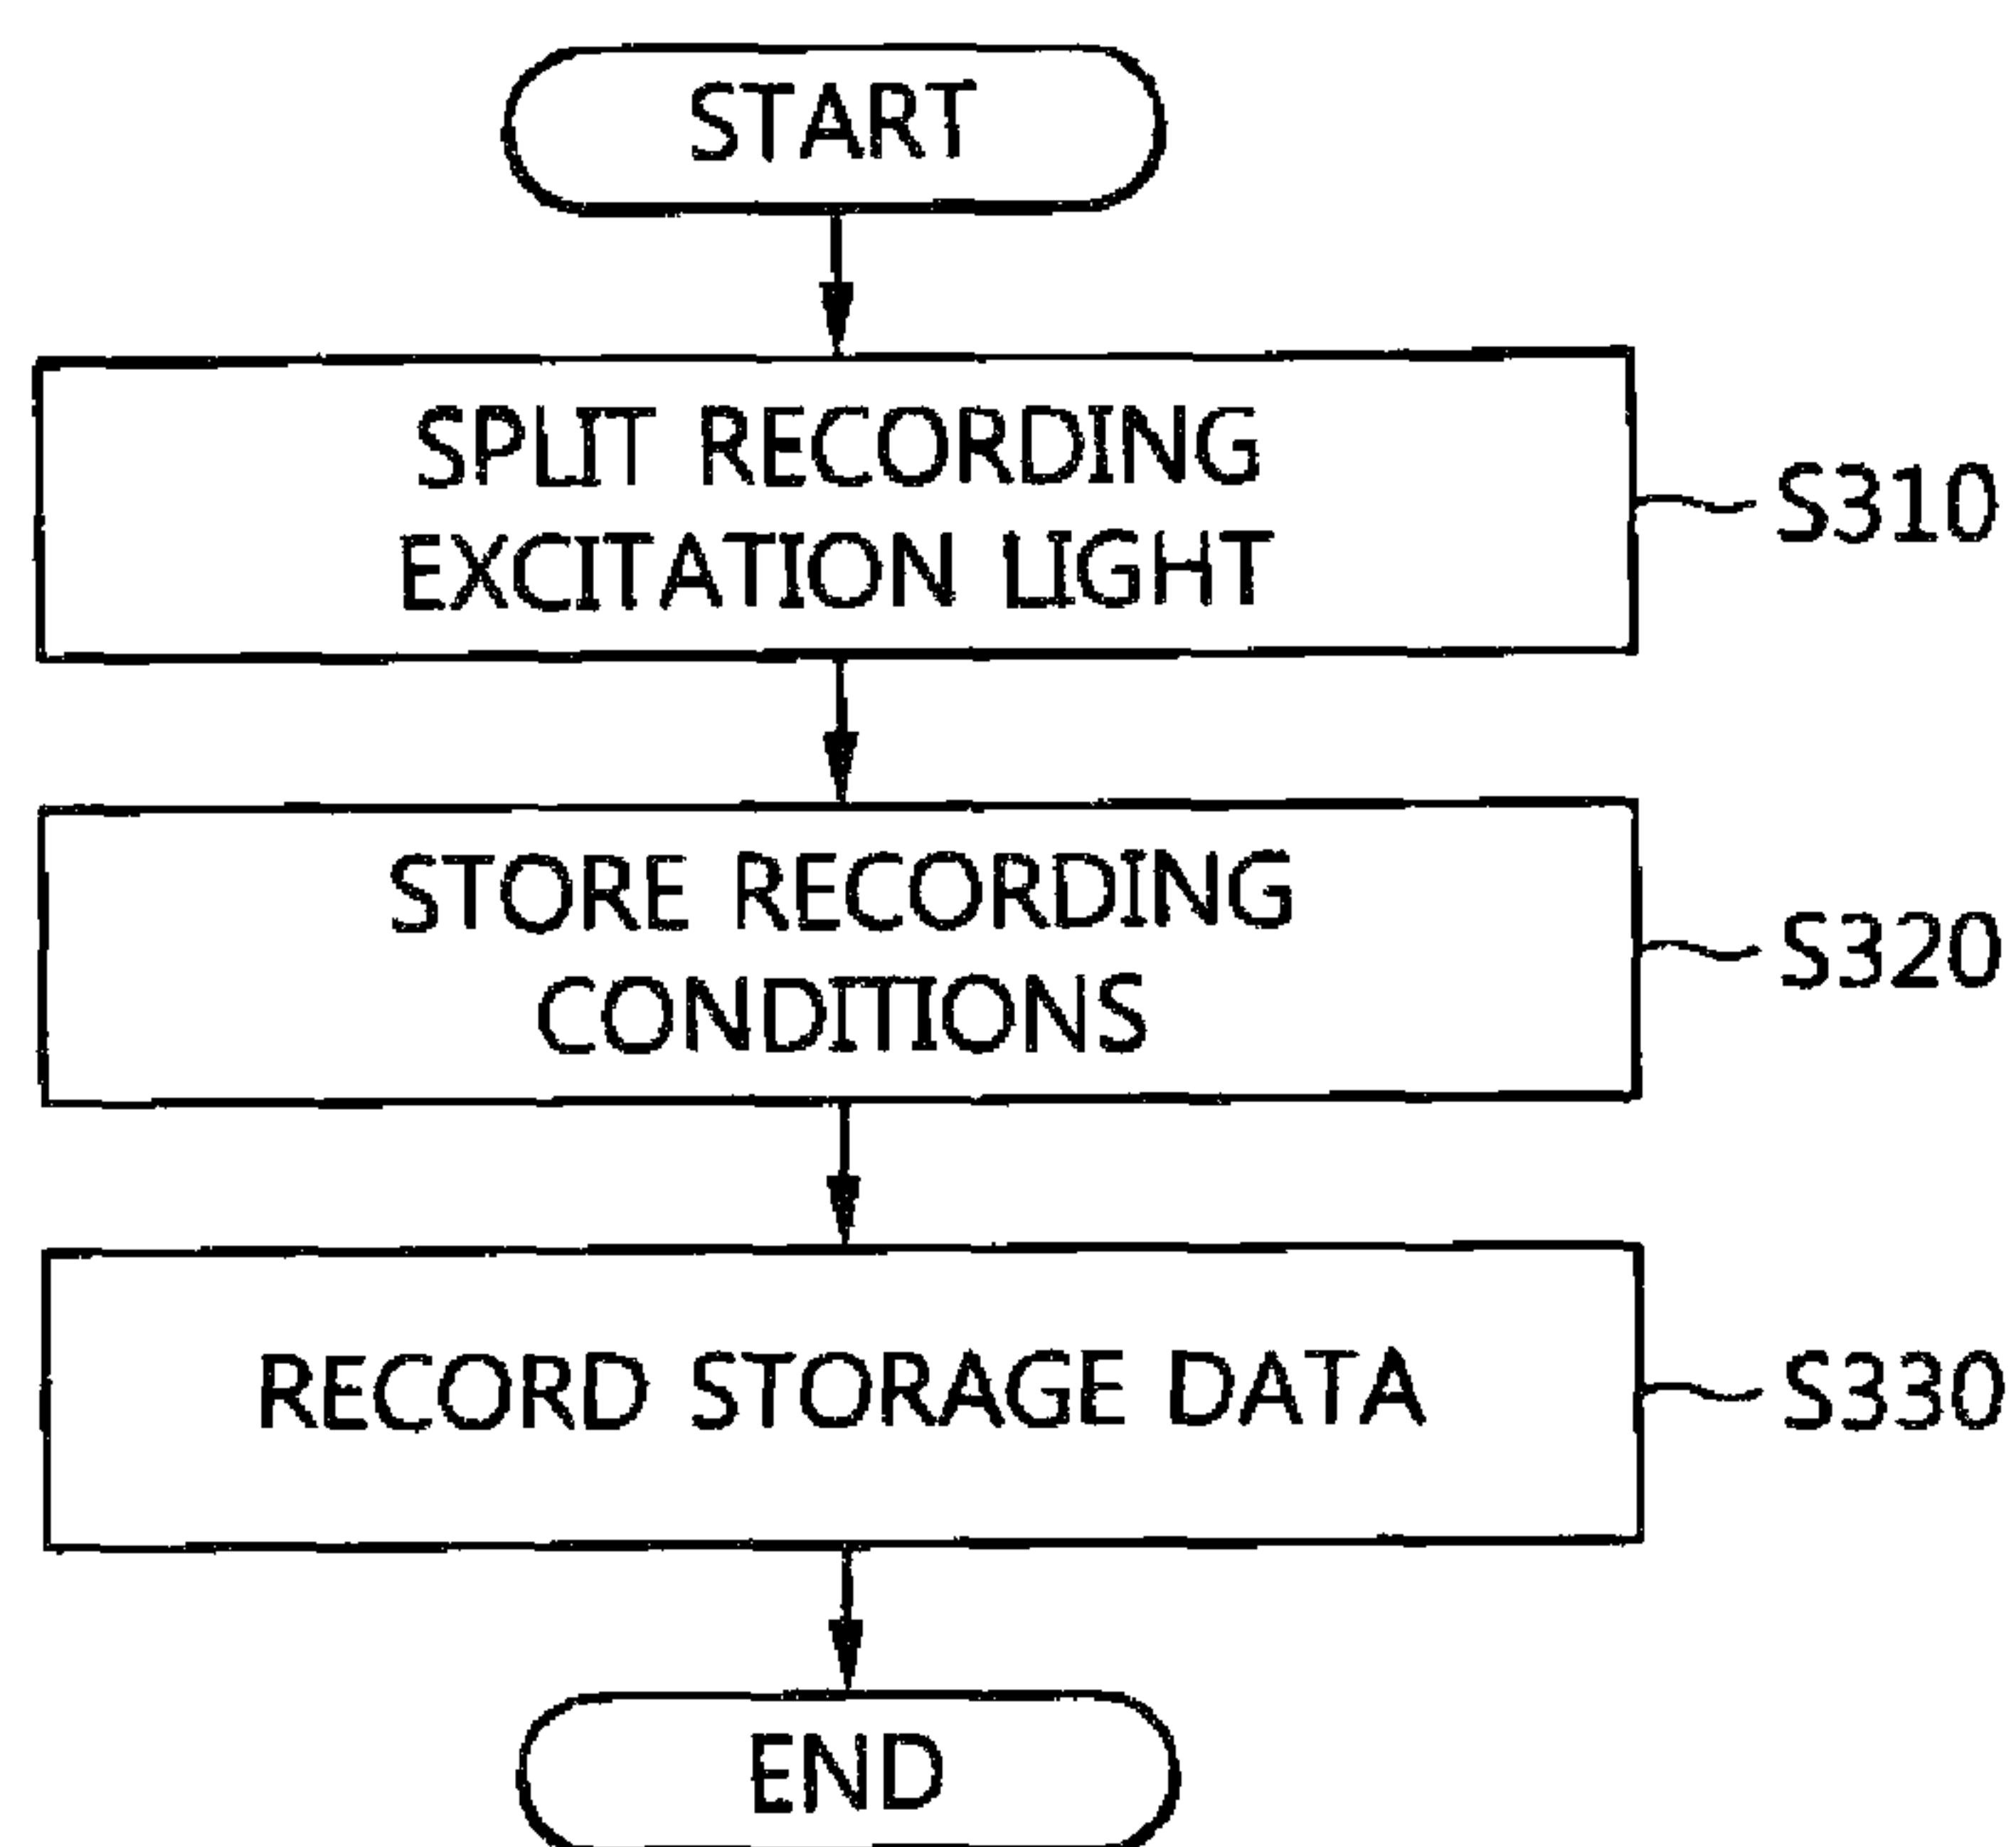 START
SPLIT RECORDING
EXCITATION LIGHT
S310
STORE RECORDING
CONDITIONS
S320
RECORD STORAGE DATA
S330
END